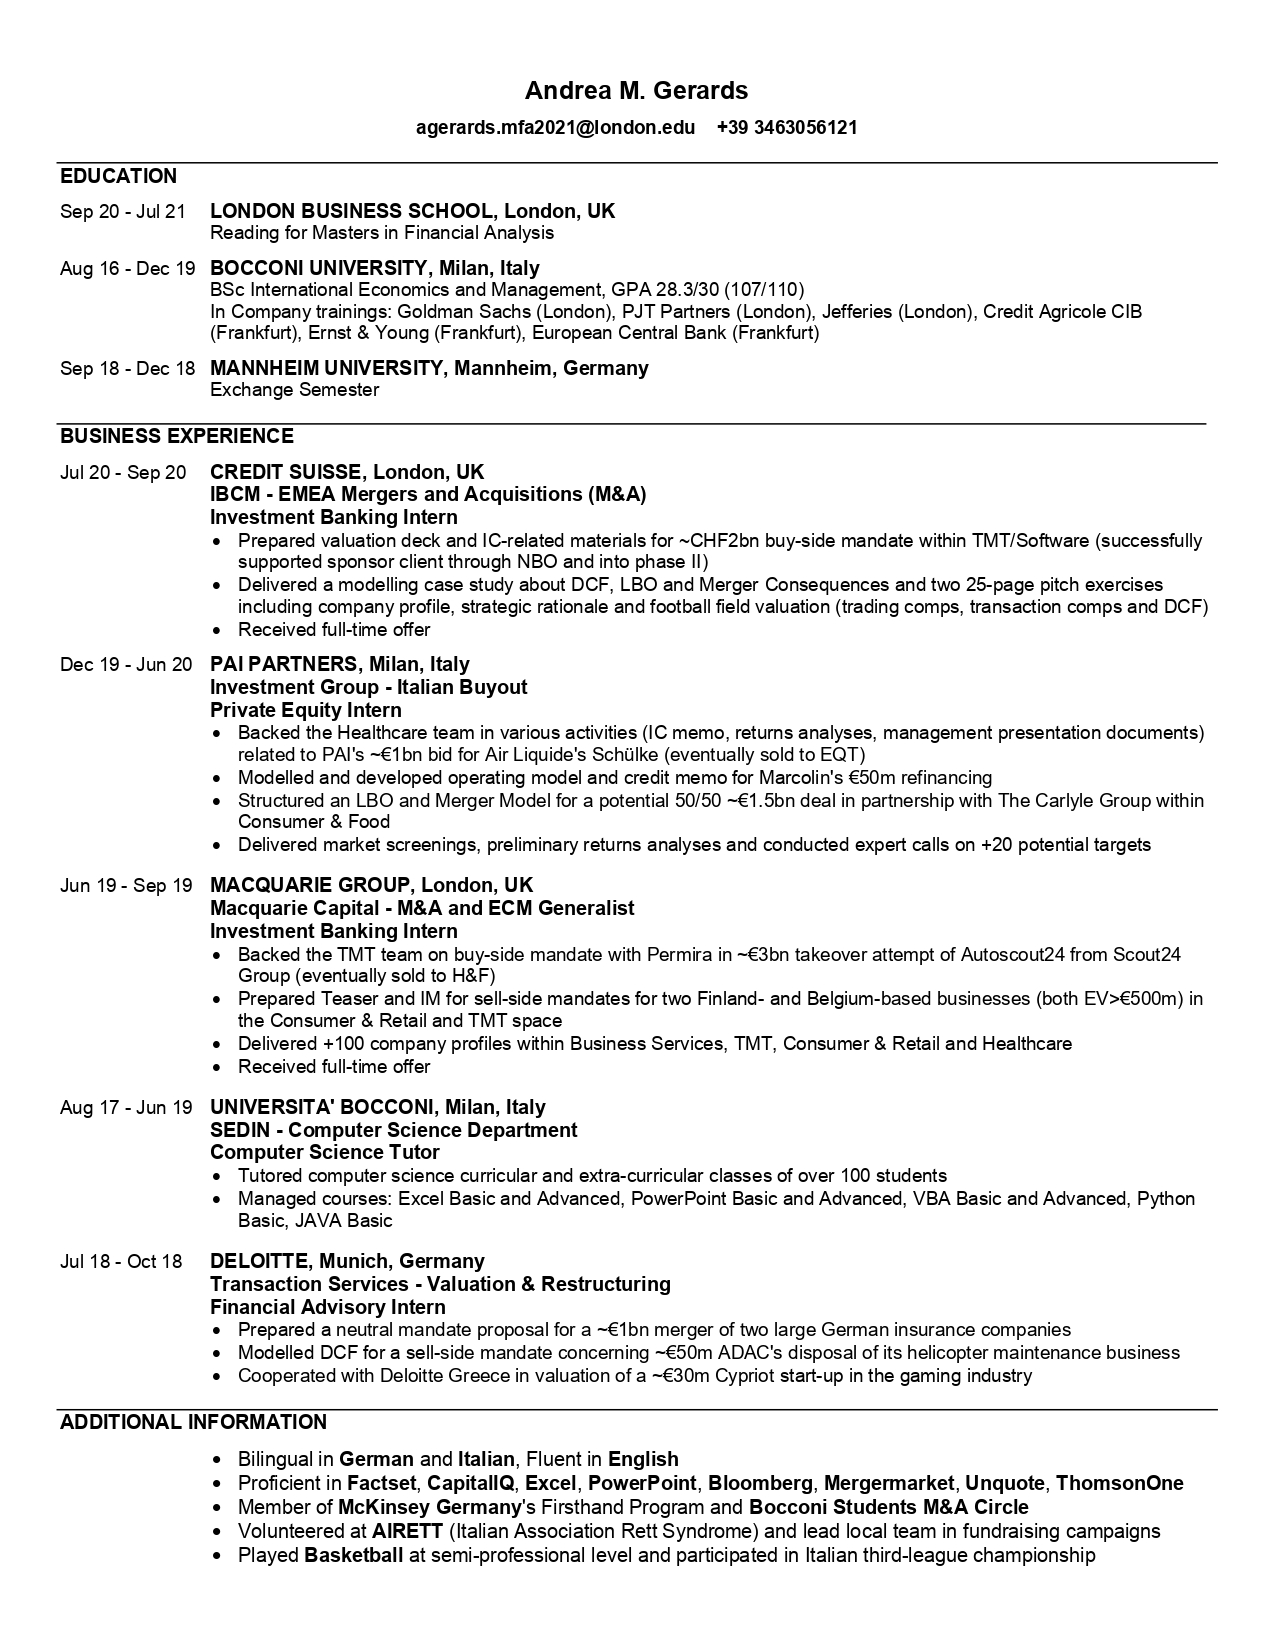 Andrea M. Gerards
agerards.mfa2021@london.edu +39 3463056121
EDUCATION
Sep 20 - Jul 21 LONDON BUSINESS SCHOOL, London, UK
Reading for Masters in Financial Analysis
Aug 16 - Dec 19 BOCCONI UNIVERSITY, Milan, Italy
BSc International Economics and Management, GPA 28.3/30 (107/110)
In Company trainings: Goldman Sachs (London), PJT Partners (London), Jefferies (London), Credit Agricole CIB
(Frankfurt), Ernst & Young (Frankfurt), European Central Bank (Frankfurt)
Sep 18 - Dec 18 MANNHEIM UNIVERSITY, Mannheim, Germany
Exchange Semester
BUSINESS EXPERIENCE
Jul 20 - Sep 20 CREDIT SUISSE, London, UK
IBCM - EMEA Mergers and Acquisitions (M&A)
Investment Banking Intern
• Prepared valuation deck and IC-related materials for ~CHF2bn buy-side mandate within TMT/Software (successfully
supported sponsor client through NBO and into phase II)
• Delivered a modelling case study about DCF, LBO and Merger Consequences and two 25-page pitch exercises
including company profile, strategic rationale and football field valuation (trading comps, transaction comps and DCF)
• Received full-time offer
Dec 19 - Jun 20 PAI PARTNERS, Milan, Italy
Investment Group - Italian Buyout
Private Equity Intern
• Backed the Healthcare team in various activities (IC memo, returns analyses, management presentation documents)
related to PAI's ~€1bn bid for Air Liquide's Schülke (eventually sold to EQT)
• Modelled and developed operating model and credit memo for Marcolin's €50m refinancing
• Structured an LBO and Merger Model for a potential 50/50 ~€1.5bn deal in partnership with The Carlyle Group within
Consumer & Food
• Delivered market screenings, preliminary returns analyses and conducted expert calls on +20 potential targets
Jun 19 - Sep 19 MACQUARIE GROUP, London, UK
Macquarie Capital - M&A and ECM Generalist
Investment Banking Intern
• Backed the TMT team on buy-side mandate with Permira in ~€3bn takeover attempt of Autoscout24 from Scout24
Group (eventually sold to H&F)
• Prepared Teaser and IM for sell-side mandates for two Finland- and Belgium-based businesses (both EV>€500m) in
the Consumer & Retail and TMT space
• Delivered +100 company profiles within Business Services, TMT, Consumer & Retail and Healthcare
• Received full-time offer
Aug 17 - Jun 19 UNIVERSITA' BOCCONI, Milan, Italy
SEDIN - Computer Science Department
Computer Science Tutor
• Tutored computer science curricular and extra-curricular classes of over 100 students
• Managed courses: Excel Basic and Advanced, PowerPoint Basic and Advanced, VBA Basic and Advanced, Python
Basic, JAVA Basic
Jul 18 - Oct 18 DELOITTE, Munich, Germany
Transaction Services - Valuation & Restructuring
Financial Advisory Intern
• Prepared a neutral mandate proposal for a ~€1bn merger of two large German insurance companies
• Modelled DCF for a sell-side mandate concerning ~€50m ADAC's disposal of its helicopter maintenance business
• Cooperated with Deloitte Greece in valuation of a ~€30m Cypriot start-up in the gaming industry
ADDITIONAL INFORMATION
• Bilingual in German and Italian, Fluent in English
• Proficient in Factset, CapitalIQ, Excel, PowerPoint, Bloomberg, Mergermarket, Unquote, ThomsonOne
• Member of McKinsey Germany's Firsthand Program and Bocconi Students M&A Circle
• Volunteered at AIRETT (Italian Association Rett Syndrome) and lead local team in fundraising campaigns
• Played Basketball at semi-professional level and participated in Italian third-league championship